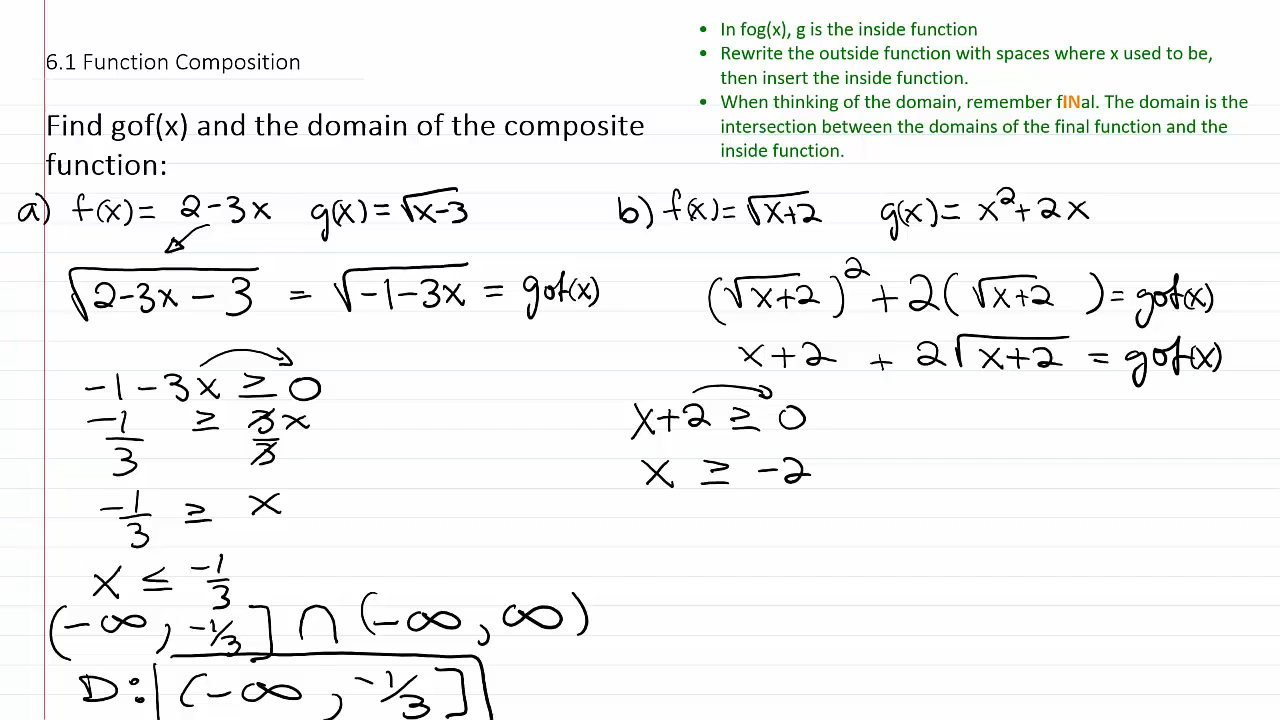 6.1 Function Composition
• In fog(x), g is the inside function
• Rewrite the outside function with spaces where x used to be,
then insert the inside function.
• When thinking of the domain, remember fINal. The domain is the
intersection between the domains of the final function and the
inside function.
Find gof(x) and the domain of the composite
function:
a) f(x) = 2-3x g(x) = √(x-3)
√(2-3x-3) = √(-1-3x) = gof(x)
-1-3x ≥ 0
-1/3 ≥ 3x/3
-1/3 ≥ x
x ≤ -1/3
(-∞, -1/3] ∩ (-∞, ∞)
D: (-∞, -1/3]
b) f(x) = √(x+2) g(x) = x²+2x
(√(x+2))² + 2(√(x+2)) = gof(x)
x+2 + 2√(x+2) = gof(x)
x+2 ≥ 0
x ≥ -2